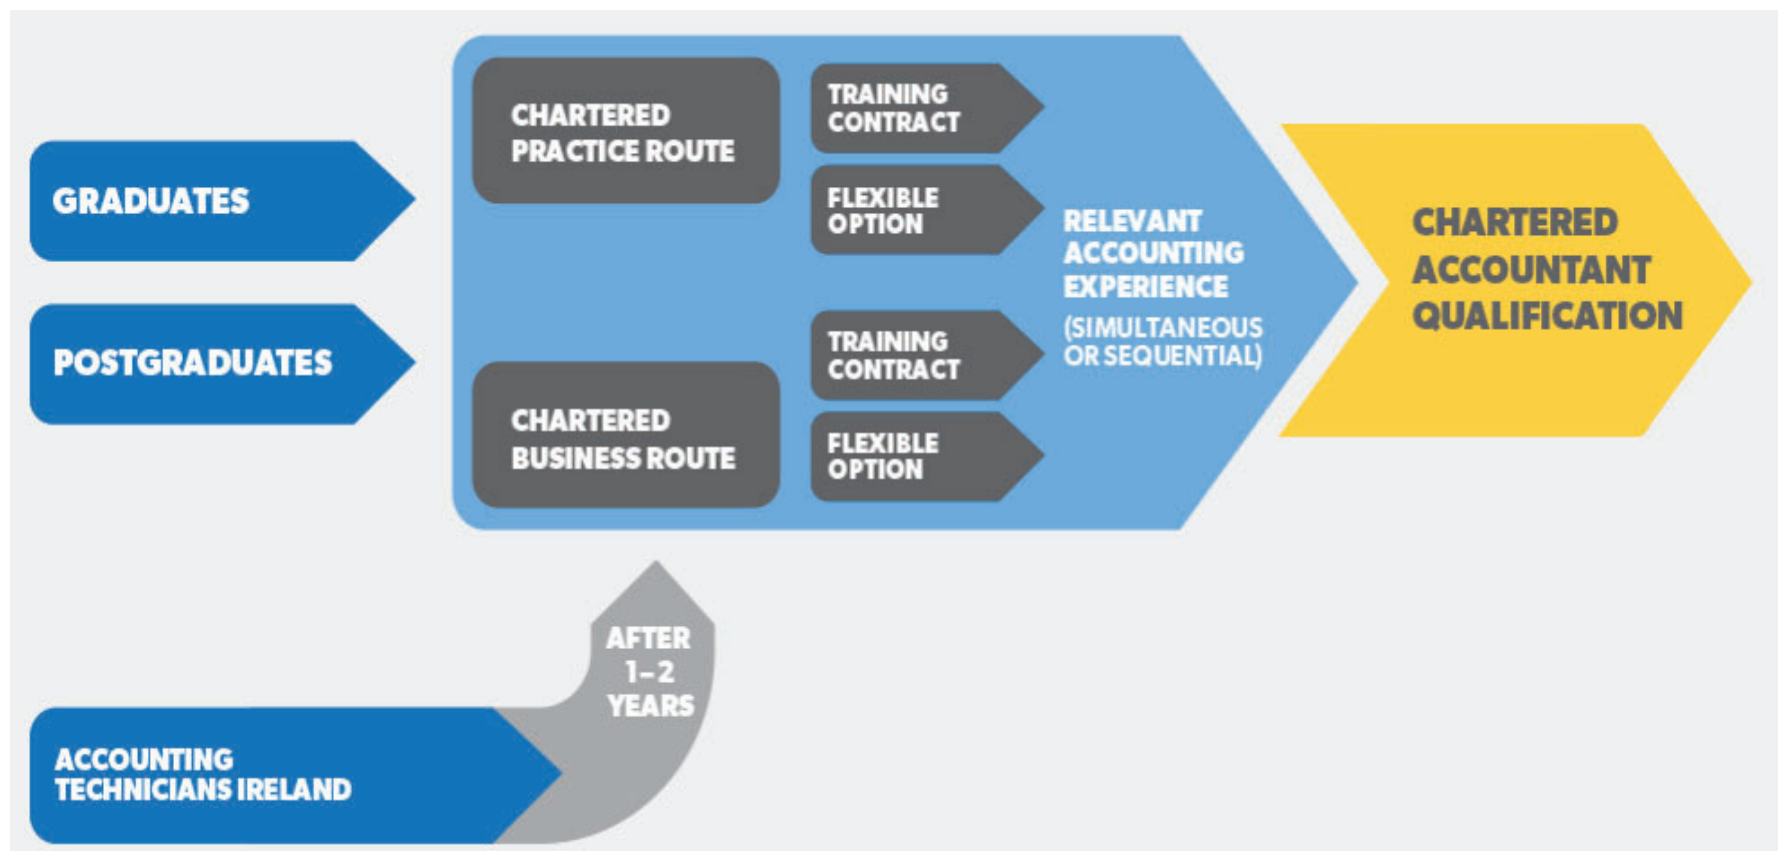 GRADUATES
POSTGRADUATES
CHARTERED
PRACTICE ROUTE
TRAINING
CONTRACT
FLEXIBLE
OPTION
CHARTERED
BUSINESS ROUTE
TRAINING
CONTRACT
FLEXIBLE
OPTION
RELEVANT
ACCOUNTING
EXPERIENCE
(SIMULTANEOUS
OR SEQUENTIAL)
CHARTERED
ACCOUNTANT
QUALIFICATION
AFTER
1–2
YEARS
ACCOUNTING
TECHNICIANS IRELAND